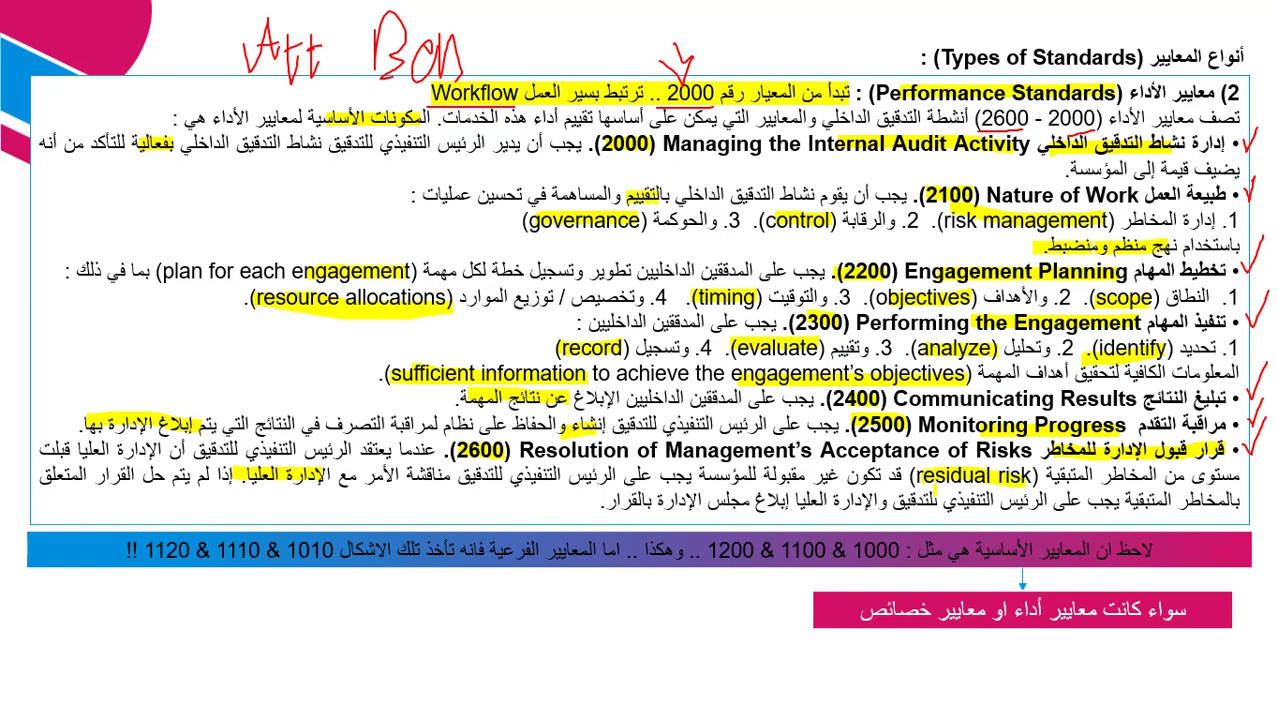 Att
أنواع المعايير (Types of Standards) :
2) معايير الأداء (Performance Standards) : تبدأ من المعيار رقم 2000 .. ترتبط بسير العمل Workflow
تصف معايير الأداء (2000 - 2600) أنشطة التدقيق الداخلي والمعايير التي يمكن على أساسها تقييم أداء هذه الخدمات. المكونات الأساسية لمعايير الأداء هي :
• إدارة نشاط التدقيق الداخلي Managing the Internal Audit Activity (2000). يجب أن يدير الرئيس التنفيذي للتدقيق نشاط التدقيق الداخلي بفعالية للتأكد من أنه
يضيف قيمة إلى المؤسسة.
• طبيعة العمل Nature of Work (2100). يجب أن يقوم نشاط التدقيق الداخلي بالتقييم والمساهمة في تحسين عمليات :
1. إدارة المخاطر (risk management). 2. والرقابة (control). 3. والحوكمة (governance)
باستخدام نهج منظم ومنضبط.
• تخطيط المهام Engagement Planning (2200). يجب على المدققين الداخليين تطوير وتسجيل خطة لكل مهمة (plan for each engagement) بما في ذلك :
1. النطاق (scope). 2. والأهداف (objectives). 3. والتوقيت (timing). 4. وتخصيص / توزيع الموارد (resource allocations).
• تنفيذ المهام Performing the Engagement (2300). يجب على المدققين الداخليين :
1. تحديد (identify). 2. وتحليل (analyze). 3. وتقييم (evaluate). 4. وتسجيل (record)
المعلومات الكافية لتحقيق أهداف المهمة (sufficient information to achieve the engagement's objectives).
• تبليغ النتائج Communicating Results (2400). يجب على المدققين الداخليين الإبلاغ عن نتائج المهمة.
• مراقبة التقدم Monitoring Progress (2500). يجب على الرئيس التنفيذي للتدقيق إنشاء والحفاظ على نظام لمراقبة التصرف في النتائج التي يتم إبلاغ الإدارة بها.
• قرار قبول الإدارة للمخاطر Resolution of Management's Acceptance of Risks (2600). عندما يعتقد الرئيس التنفيذي للتدقيق أن الإدارة العليا قبلت
مستوى من المخاطر المتبقية (residual risk) قد تكون غير مقبولة للمؤسسة يجب على الرئيس التنفيذي للتدقيق مناقشة الأمر مع الإدارة العليا. إذا لم يتم حل القرار المتعلق
بالمخاطر المتبقية يجب على الرئيس التنفيذي للتدقيق والإدارة العليا إبلاغ مجلس الإدارة بالقرار.
لاحظ ان المعايير الأساسية هي مثل : 1000 & 1100 & 1200 .. وهكذا .. اما المعايير الفرعية فانه تأخذ تلك الاشكال 1010 & 1110 & 1120 !!
سواء كانت معايير أداء او معايير خصائص